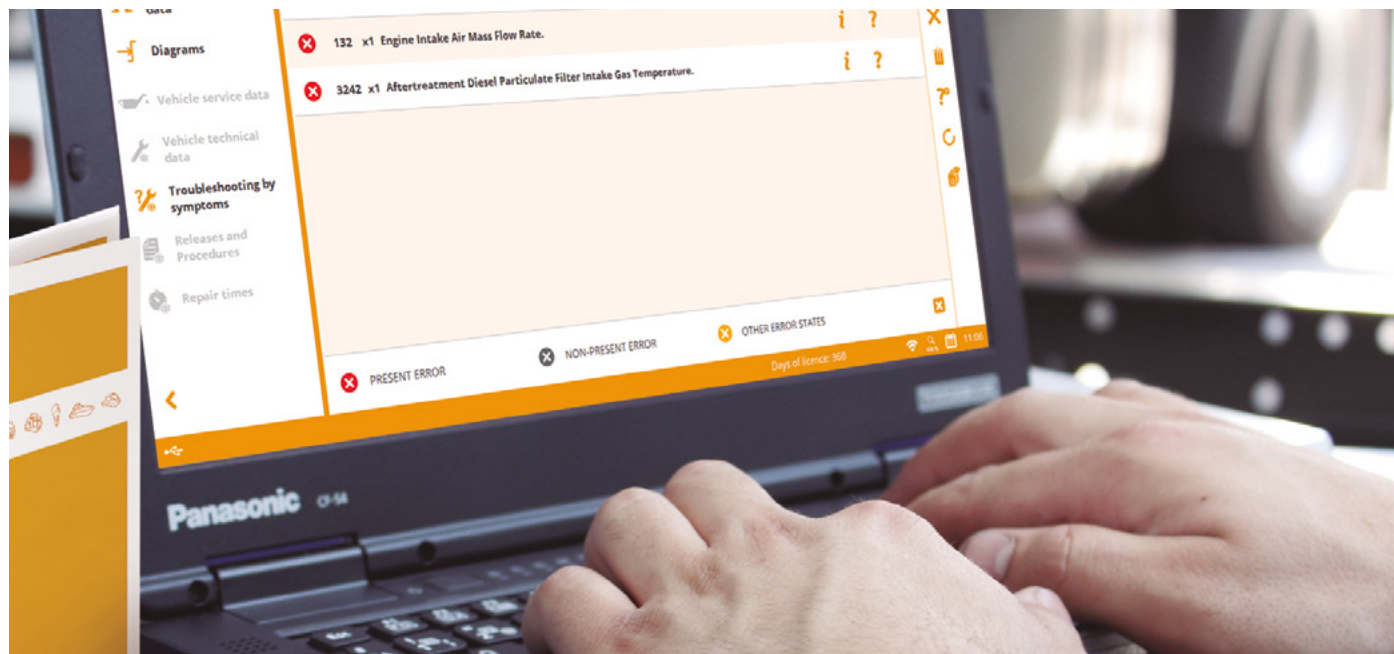 data
Diagrams
Vehicle service data
Vehicle technical
data
Troubleshooting by
symptoms
Releases and
Procedures
Repair times
132 x1 Engine Intake Air Mass Flow Rate.
i ?
3242 x1 Aftertreatment Diesel Particulate Filter Intake Gas Temperature.
i ?
PRESENT ERROR
NON-PRESENT ERROR
OTHER ERROR STATES
Days of licence: 368
11:06
Panasonic CF-54